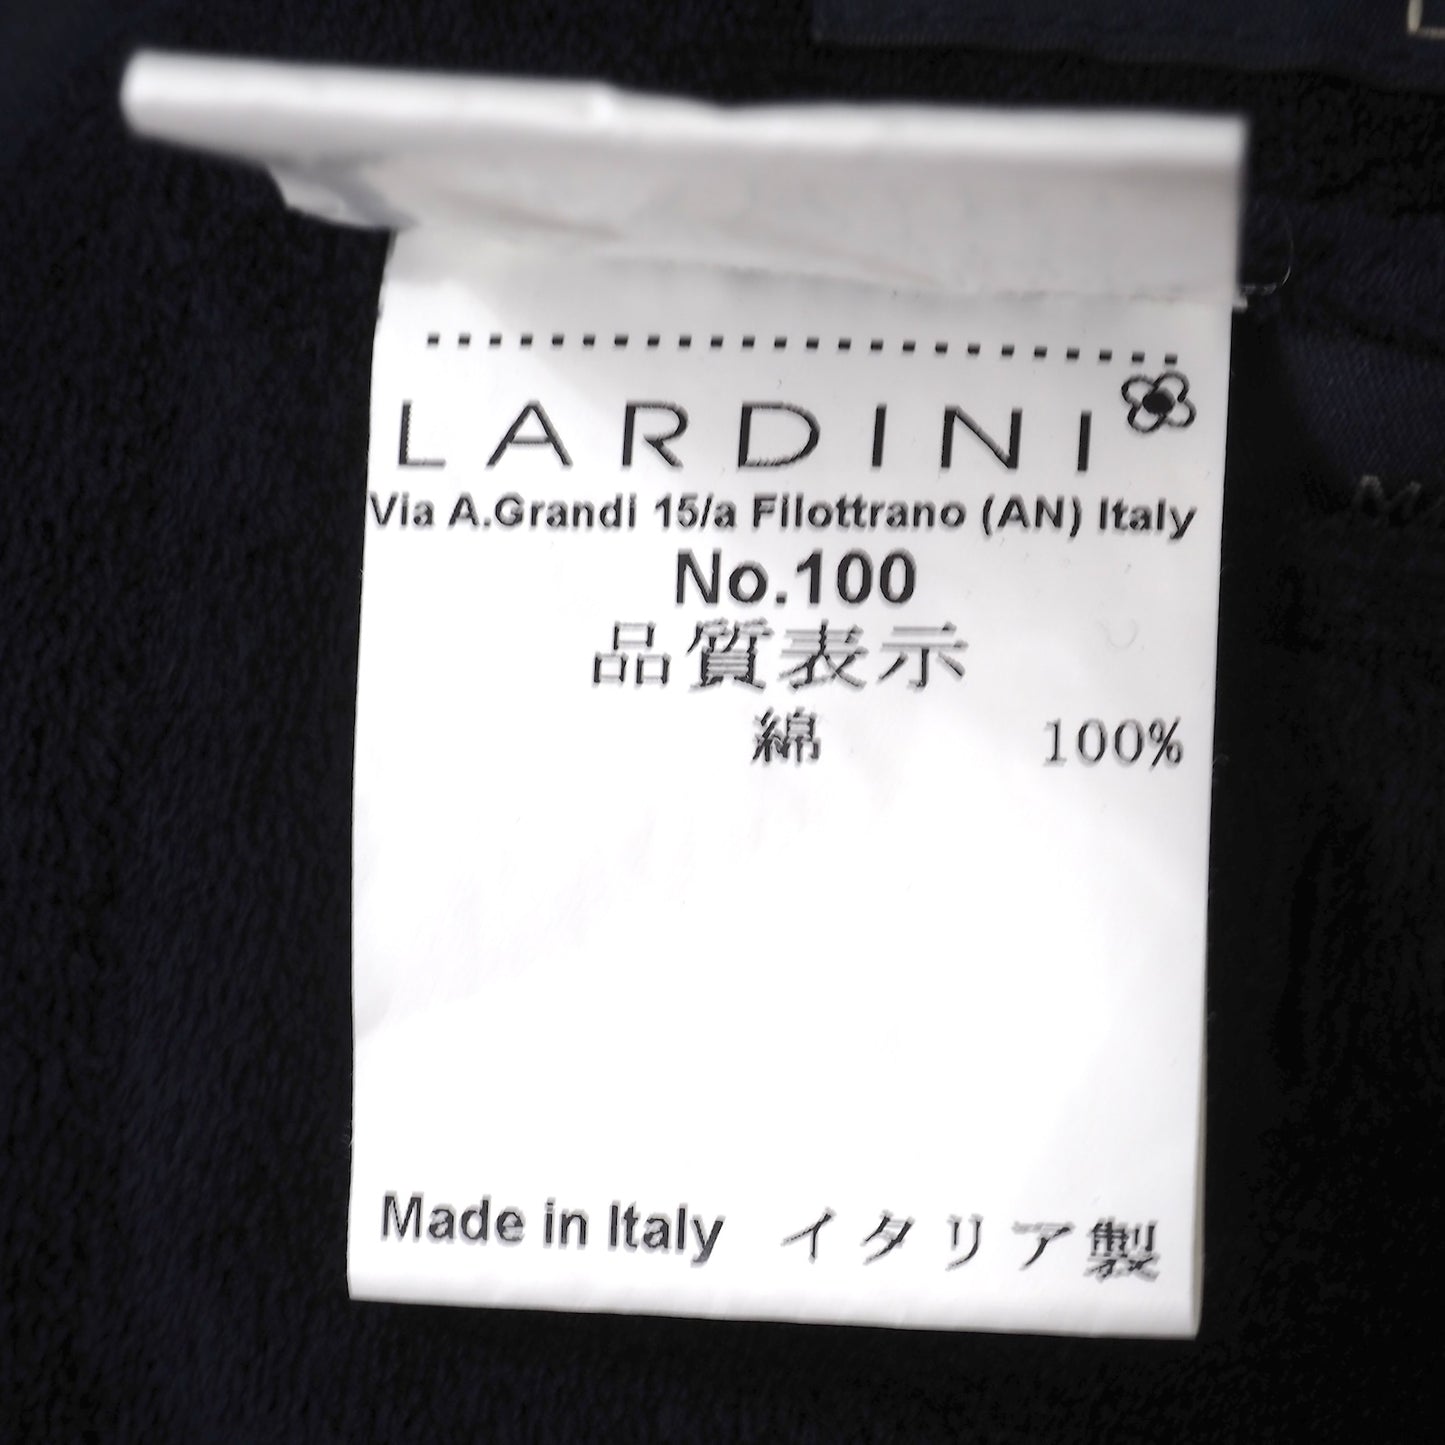 LARDINI
Via A.Grandi 15/a Filottrano (AN) Italy
No.100
品質表示
綿 100%
Made in Italy イタリア製